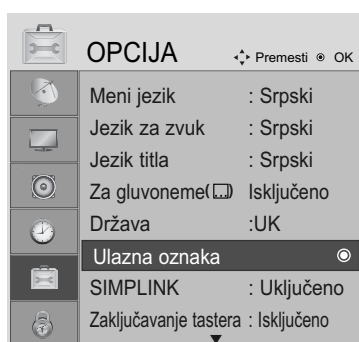 OPCIJA Premesti OK
Meni jezik : Srpski
Jezik za zvuk : Srpski
Jezik titla : Srpski
Za gluvoneme( ) Isključeno
Država :UK
Ulazna oznaka
SIMPLINK : Uključeno
Zaključavanje tastera : Isključeno